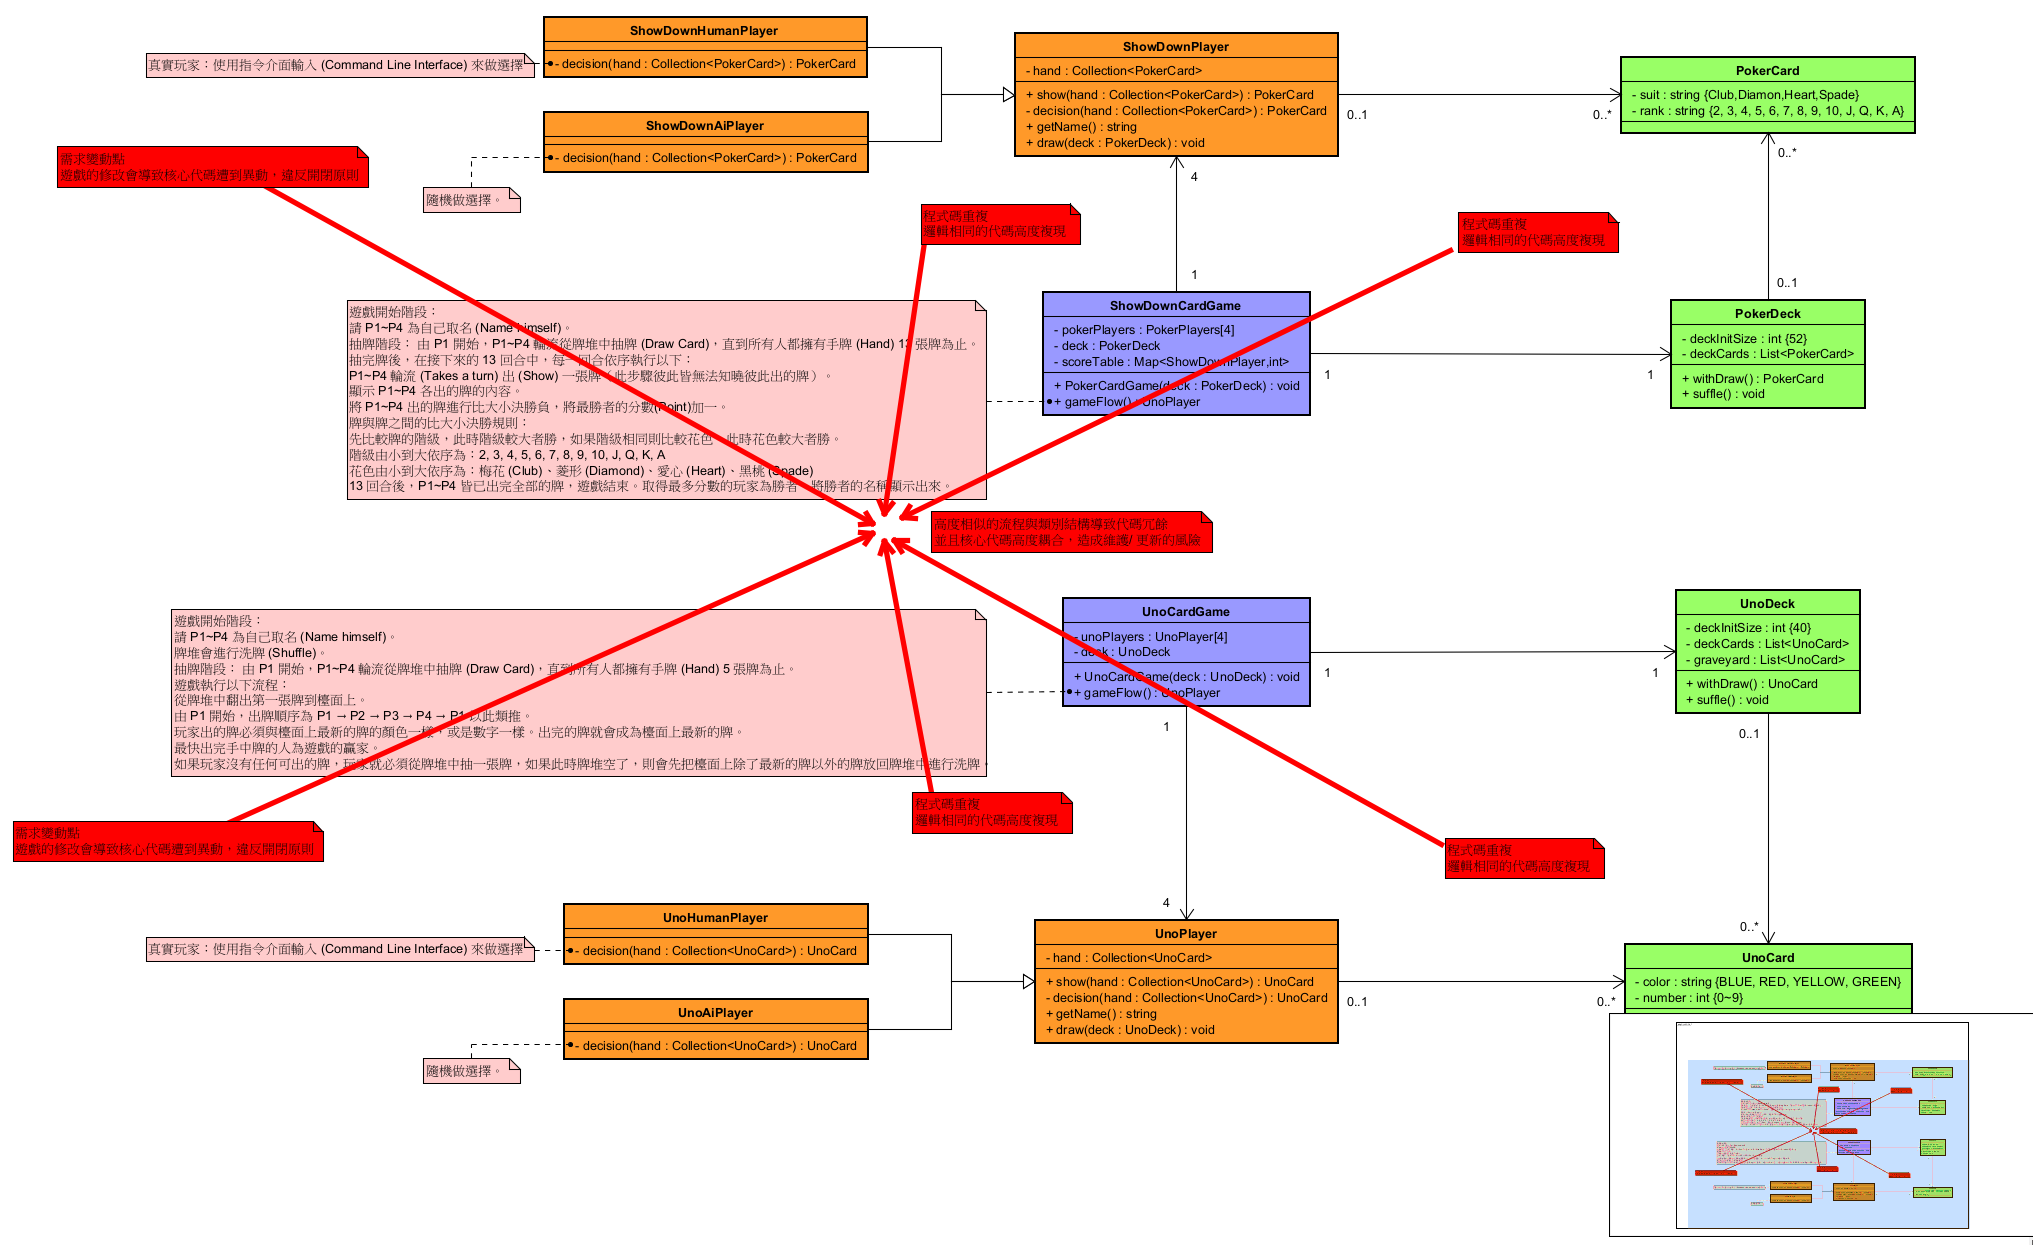 ShowDownHumanPlayer
- decision(hand : Collection<PokerCard>) : PokerCard
真實玩家：使用指令介面輸入 (Command Line Interface) 來做選擇
ShowDownAiPlayer
- decision(hand : Collection<PokerCard>) : PokerCard
隨機做選擇。
ShowDownPlayer
- hand : Collection<PokerCard>
+ show(hand : Collection<PokerCard>) : PokerCard
- decision(hand : Collection<PokerCard>) : PokerCard
+ getName() : string
+ draw(deck : PokerDeck) : void
0..1
0..*
PokerCard
- suit : string {Club,Diamon,Heart,Spade}
- rank : string {2, 3, 4, 5, 6, 7, 8, 9, 10, J, Q, K, A}
0..*
0..1
需求變動點
遊戲的修改會導致核心代碼遭到異動，違反開閉原則
程式碼重複
邏輯相同的代碼高度複現
程式碼重複
邏輯相同的代碼高度複現
4
1
ShowDownCardGame
- pokerPlayers : PokerPlayers[4]
- deck : PokerDeck
- scoreTable : Map<ShowDownPlayer,int>
+ PokerCardGame(deck : PokerDeck) : void
+ gameFlow() : UnoPlayer
1
1
PokerDeck
- deckInitSize : int {52}
- deckCards : List<PokerCard>
+ withDraw() : PokerCard
+ suffle() : void
遊戲開始階段：
請 P1~P4 為自己取名 (Name himself)。
抽牌階段： 由 P1 開始，P1~P4 輪流從牌堆中抽牌 (Draw Card)，直到所有人都擁有手牌 (Hand) 13 張牌為止。
抽完牌後，在接下來的 13 回合中，每一回合依序執行以下：
P1~P4 輪流 (Takes a turn) 出 (Show) 一張牌（此步驟彼此皆無法知曉彼此出的牌）。
顯示 P1~P4 各出的牌的內容。
將 P1~P4 出的牌進行比大小決勝負，將最勝者的分數(Point)加一。
牌與牌之間的比大小決勝規則：
先比較牌的階級，此時階級較大者勝，如果階級相同則比較花色，此時花色較大者勝。
階級由小到大依序為：2, 3, 4, 5, 6, 7, 8, 9, 10, J, Q, K, A
花色由小到大依序為：梅花 (Club)、菱形 (Diamond)、愛心 (Heart)、黑桃 (Spade)
13 回合後，P1~P4 皆已出完全部的牌，遊戲結束。取得最多分數的玩家為勝者，將勝者的名稱顯示出來。
高度相似的流程與類別結構導致代碼冗餘
並且核心代碼高度耦合，造成維護/ 更新的風險
遊戲開始階段：
請 P1~P4 為自己取名 (Name himself)。
牌堆會進行洗牌 (Shuffle)。
抽牌階段： 由 P1 開始，P1~P4 輪流從牌堆中抽牌 (Draw Card)，直到所有人都擁有手牌 (Hand) 5 張牌為止。
遊戲執行以下流程：
從牌堆中翻出第一張牌到檯面上。
由 P1 開始，出牌順序為 P1 → P2 → P3 → P4 → P1 以此類推。
玩家出的牌必須與檯面上最新的牌的顏色一樣，或是數字一樣。出完的牌就會成為檯面上最新的牌。
最快出完手中牌的人為遊戲的贏家。
如果玩家沒有任何可出的牌，玩家就必須從牌堆中抽一張牌，如果此時牌堆空了，則會先把檯面上除了最新的牌以外的牌放回牌堆中進行洗牌。
UnoCardGame
- unoPlayers : UnoPlayer[4]
- deck : UnoDeck
+ UnoCardGame(deck : UnoDeck) : void
+ gameFlow() : UnoPlayer
1
1
UnoDeck
- deckInitSize : int {40}
- deckCards : List<UnoCard>
- graveyard : List<UnoCard>
+ withDraw() : UnoCard
+ suffle() : void
1
4
0..1
0..*
需求變動點
遊戲的修改會導致核心代碼遭到異動，違反開閉原則
程式碼重複
邏輯相同的代碼高度複現
程式碼重複
邏輯相同的代碼高度複現
UnoHumanPlayer
- decision(hand : Collection<UnoCard>) : UnoCard
真實玩家：使用指令介面輸入 (Command Line Interface) 來做選擇
UnoAiPlayer
- decision(hand : Collection<UnoCard>) : UnoCard
隨機做選擇。
UnoPlayer
- hand : Collection<UnoCard>
+ show(hand : Collection<UnoCard>) : UnoCard
- decision(hand : Collection<UnoCard>) : UnoCard
+ getName() : string
+ draw(deck : UnoDeck) : void
0..1
0..*
UnoCard
- color : string {BLUE, RED, YELLOW, GREEN}
- number : int {0~9}